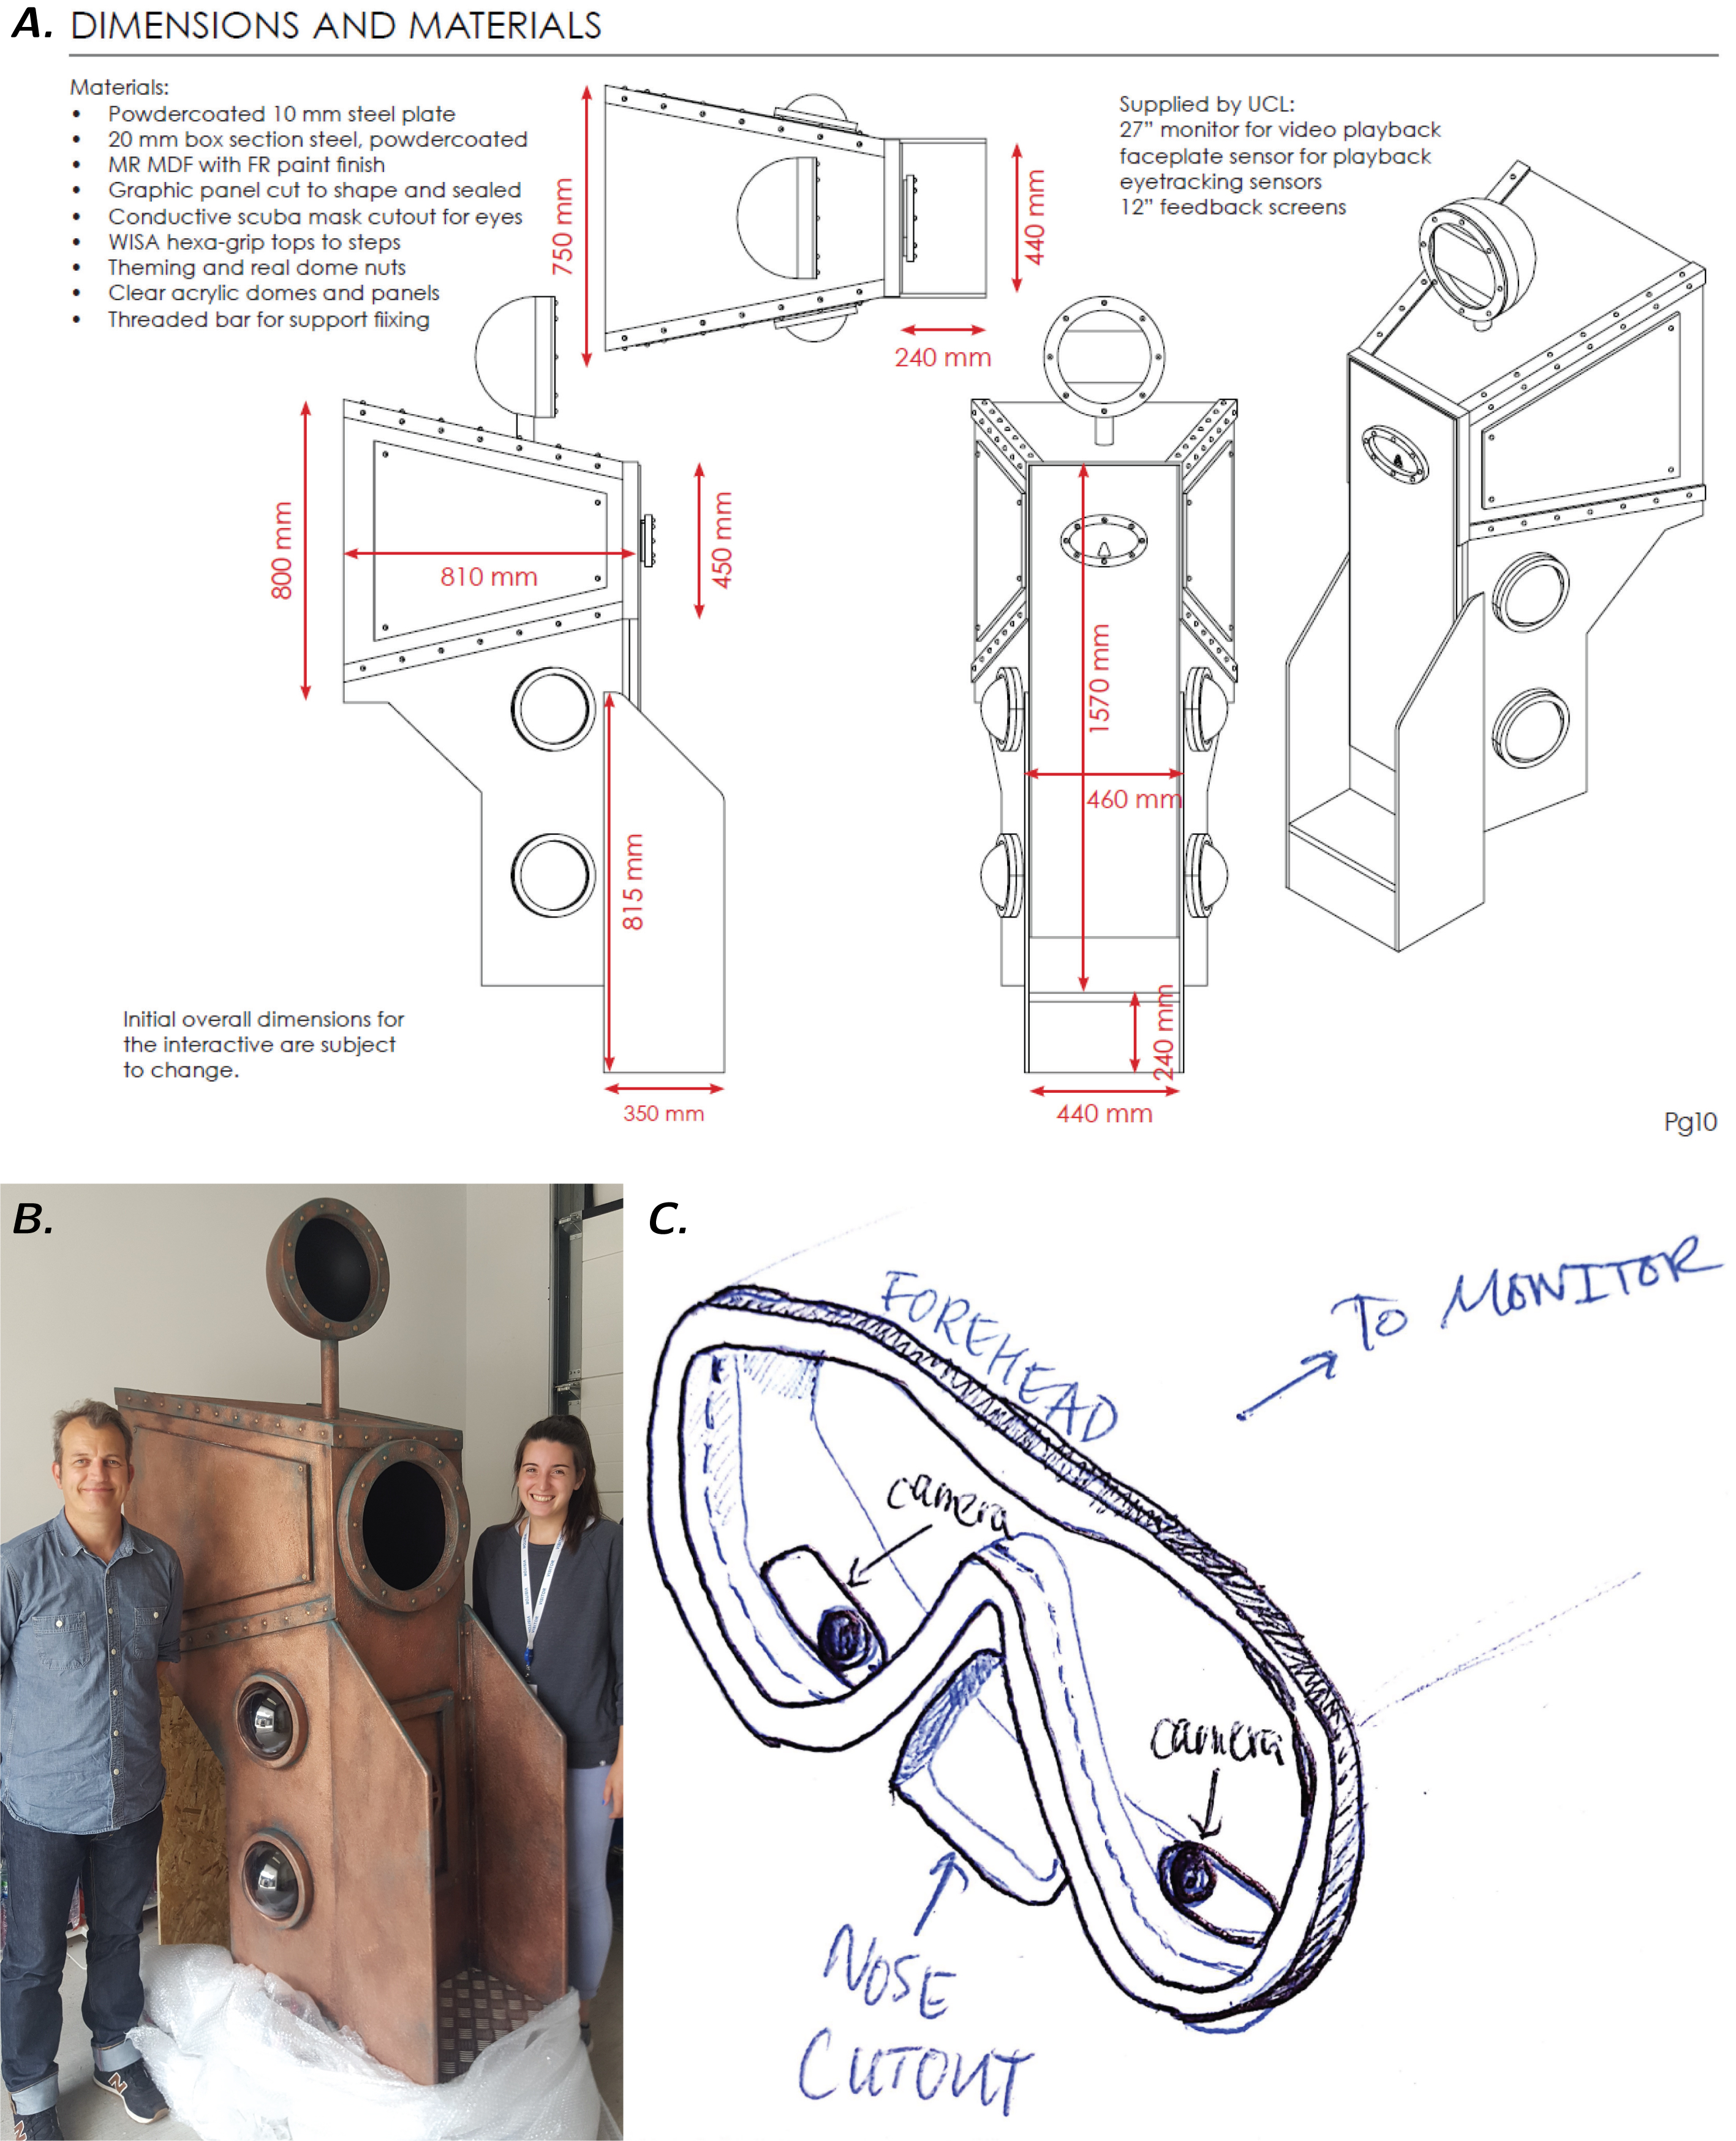 A. DIMENSIONS AND MATERIALS
Materials:
• Powdercoated 10 mm steel plate
• 20 mm box section steel, powdercoated
• MR MDF with FR paint finish
• Graphic panel cut to shape and sealed
• Conductive scuba mask cutout for eyes
• WISA hexa-grip tops to steps
• Theming and real dome nuts
• Clear acrylic domes and panels
• Threaded bar for support fiixing
Supplied by UCL:
27" monitor for video playback
faceplate sensor for playback
eyetracking sensors
12" feedback screens
750 mm
440 mm
240 mm
800 mm
810 mm
450 mm
815 mm
350 mm
1570 mm
460 mm
240 mm
440 mm
Initial overall dimensions for
the interactive are subject
to change.
Pg10
B.
C.
FOREHEAD
TO MONITOR
camera
camera
NOSE
CUTOUT